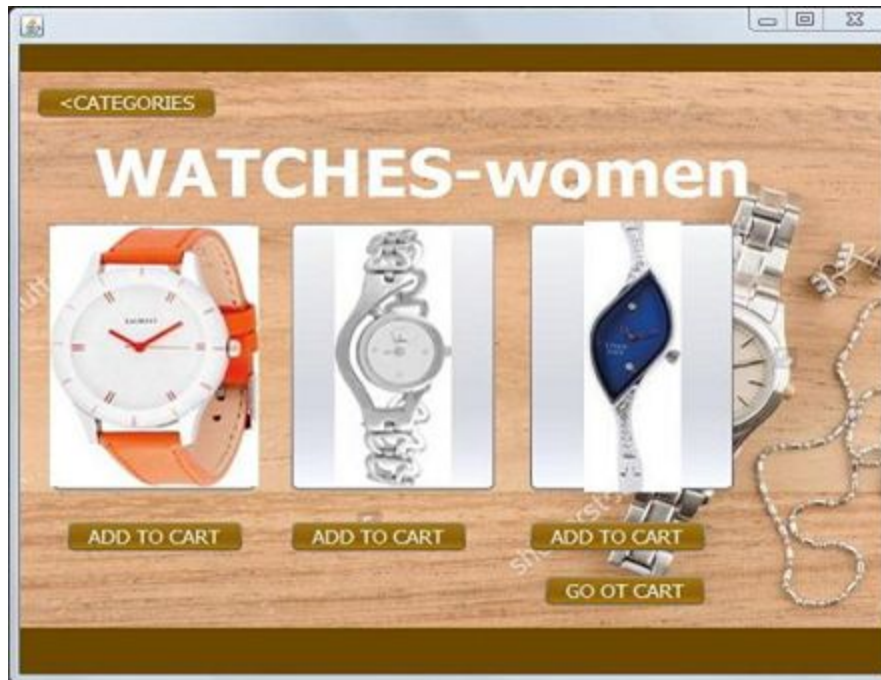 <CATEGORIES
WATCHES-women
ADD TO CART
ADD TO CART
ADD TO CART
GO OT CART